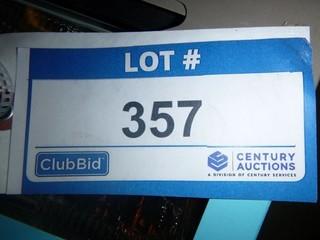 LOT #
357
ClubBid
CENTURY
AUCTIONS
A DIVISION OF CENTURY SERVICES